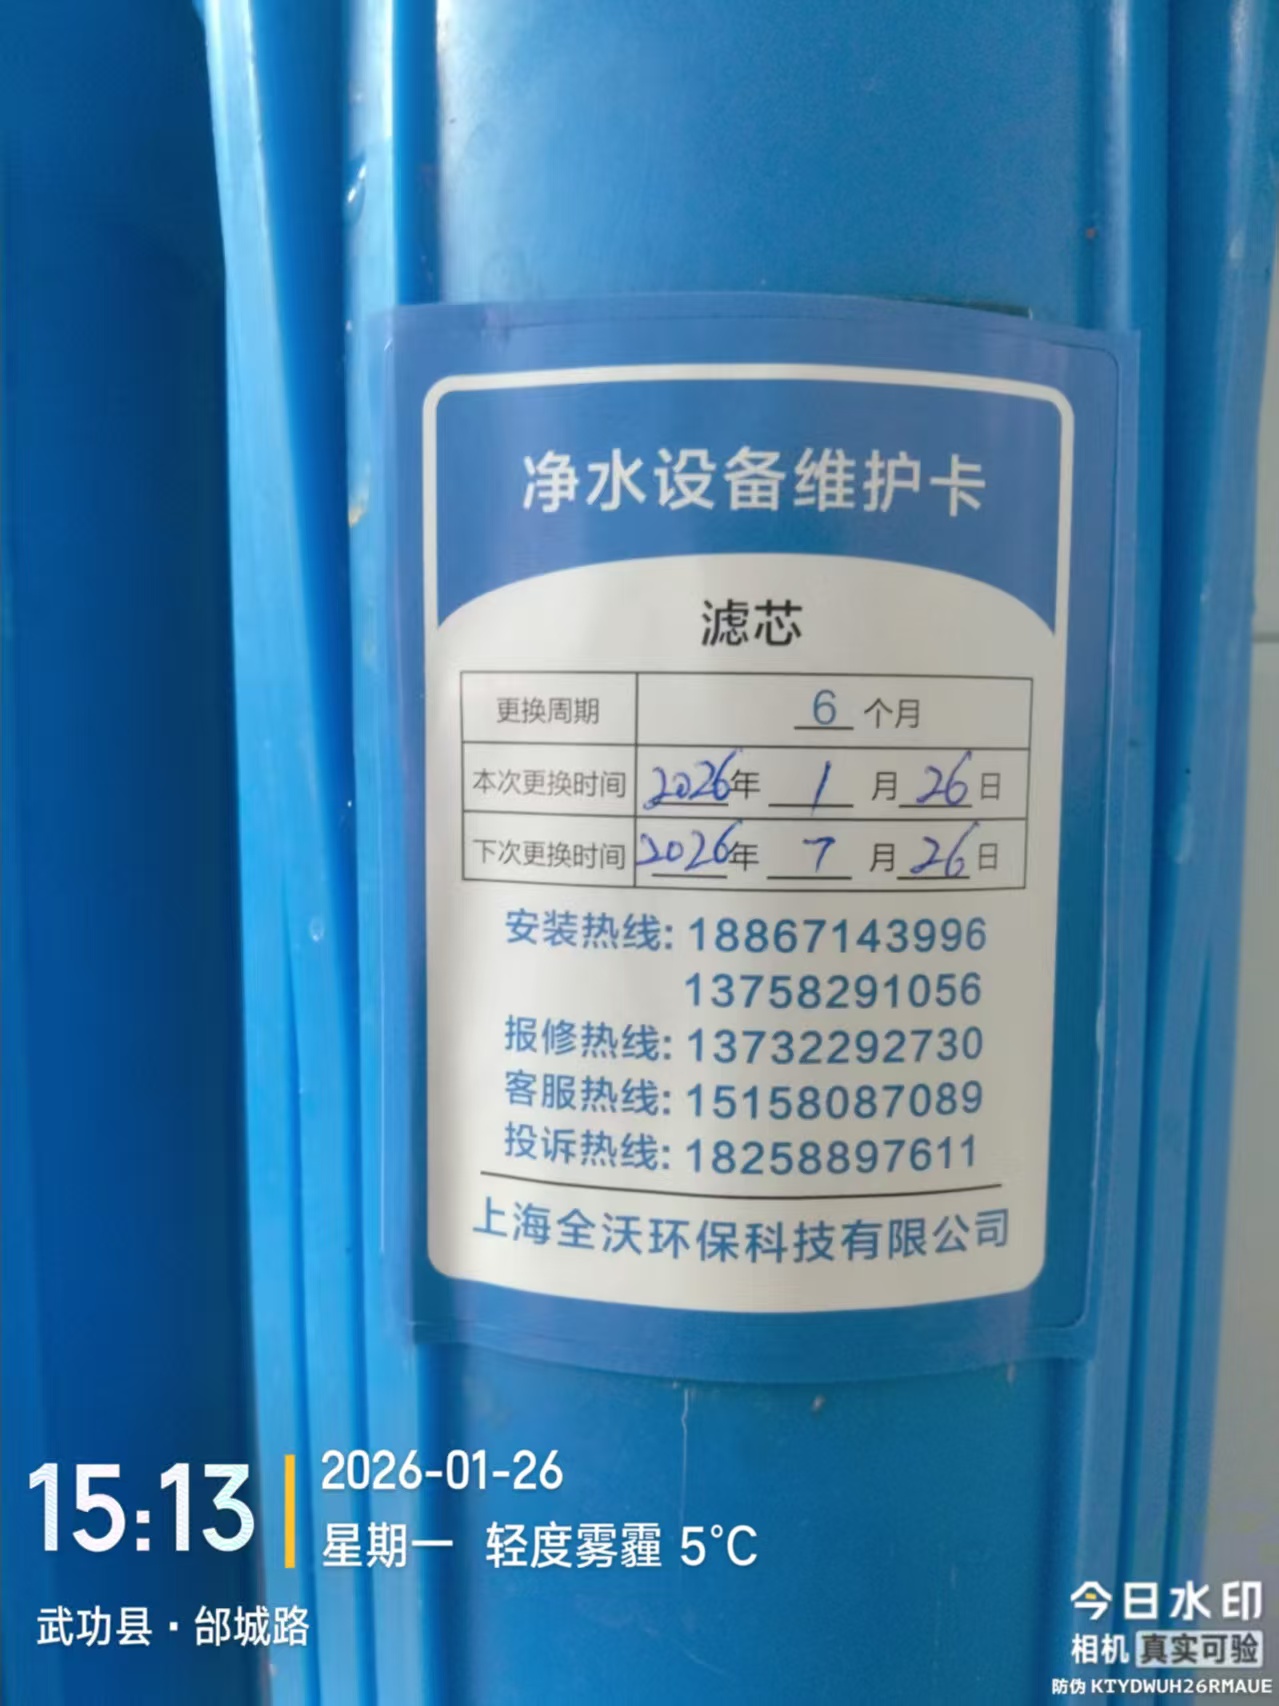 净水设备维护卡
滤芯
更换周期 6 个月
本次更换时间 2026年 1 月 26 日
下次更换时间 2026年 7 月 26 日
安装热线: 18867143996
13758291056
报修热线: 13732292730
客服热线: 15158087089
投诉热线: 18258897611
上海全沃环保科技有限公司
15:13
2026-01-26
星期一 轻度雾霾 5°C
武功县·邰城路
今日水印
相机 真实可验
防伪 KTYDWUH26RMAUE